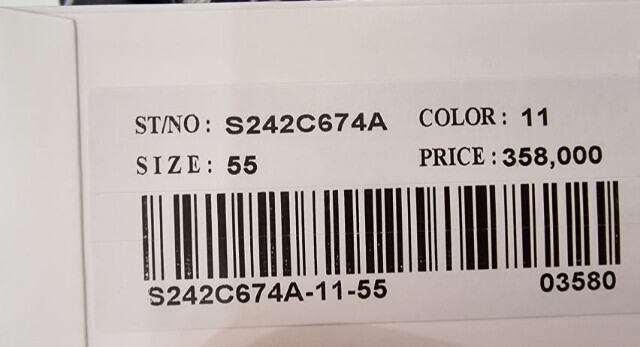 ST/NO: S242C674A COLOR: 11
SIZE: 55 PRICE: 358,000
S242C674A-11-55 03580